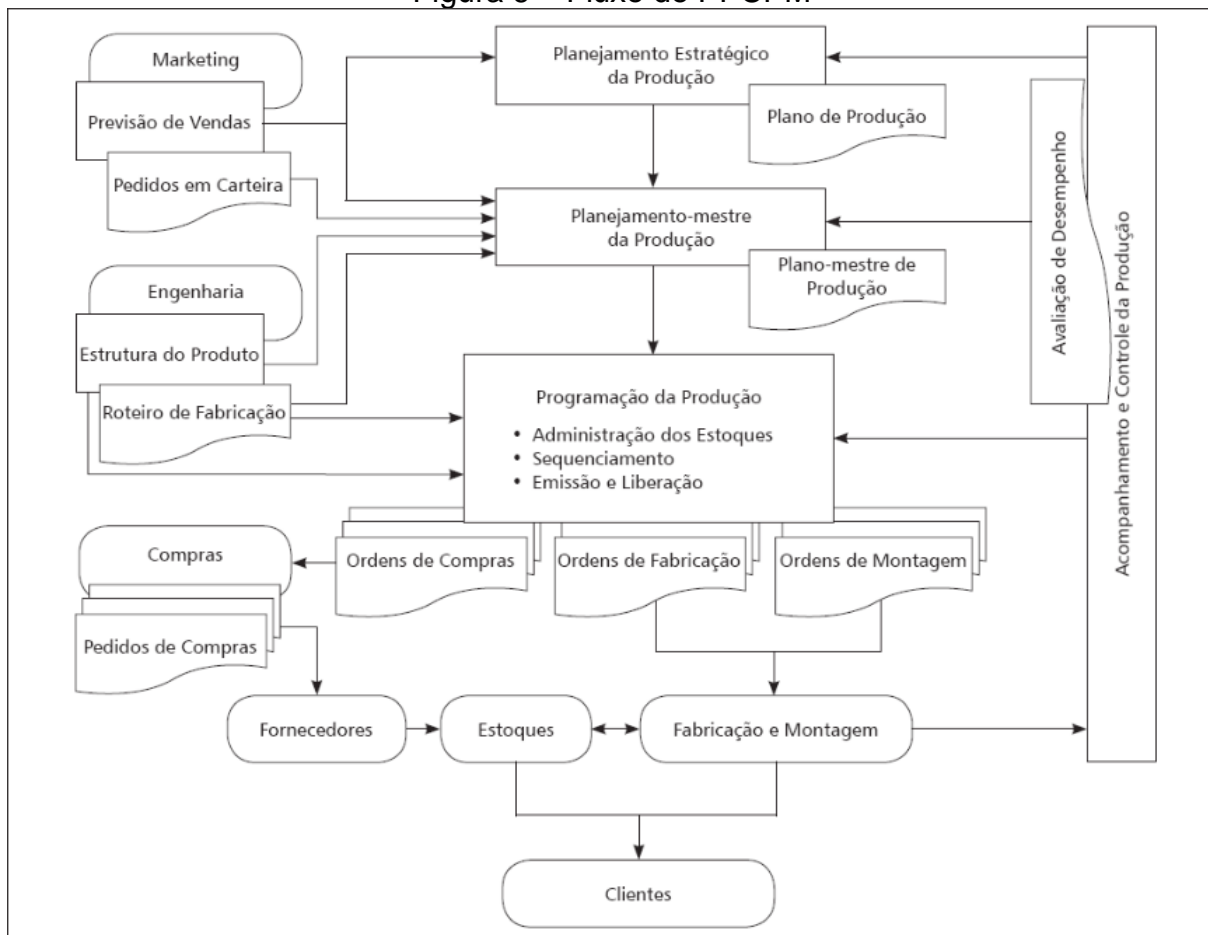 Marketing
Previsão de Vendas
Pedidos em Carteira
Engenharia
Estrutura do Produto
Roteiro de Fabricação
Planejamento Estratégico
da Produção
Plano de Produção
Planejamento-mestre
da Produção
Plano-mestre de
Produção
Programação da Produção
• Administração dos Estoques
• Sequenciamento
• Emissão e Liberação
Avaliação de Desempenho
Acompanhamento e Controle da Produção
Compras
Pedidos de Compras
Ordens de Compras
Ordens de Fabricação
Ordens de Montagem
Fornecedores
Estoques
Fabricação e Montagem
Clientes